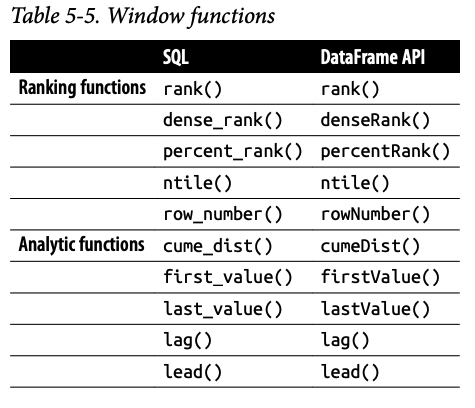 Table 5-5. Window functions
SQL DataFrame API
Ranking functions rank() rank()
dense_rank() denseRank()
percent_rank() percentRank()
ntile() ntile()
row_number() rowNumber()
Analytic functions cume_dist() cumeDist()
first_value() firstValue()
last_value() lastValue()
lag() lag()
lead() lead()